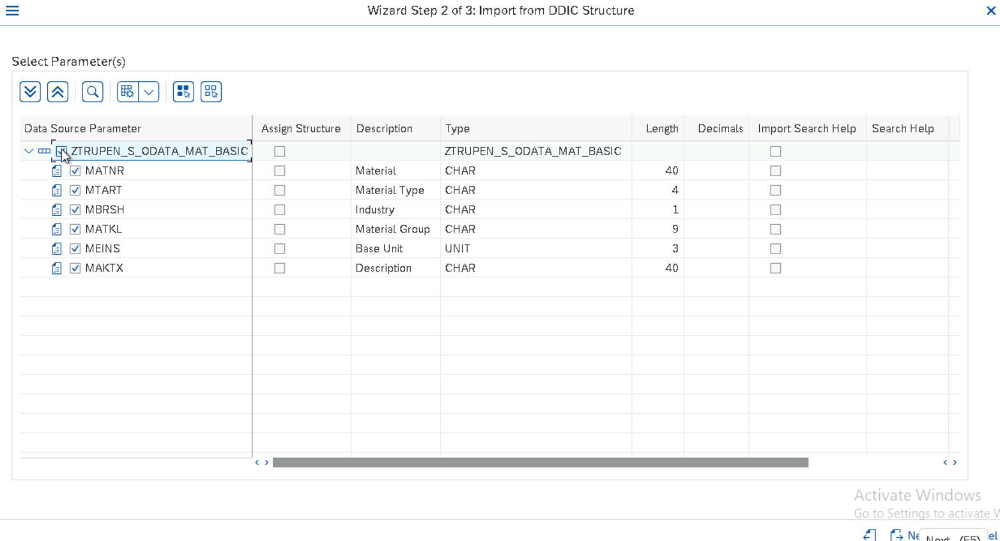 Wizard Step 2 of 3: Import from DDIC Structure
Select Parameter(s)
Data Source Parameter Assign Structure Description Type Length Decimals Import Search Help Search Help
ZTRUPEN_S_ODATA_MAT_BASIC ZTRUPEN_S_ODATA_MAT_BASIC
MATNR Material CHAR 40
MTART Material Type CHAR 4
MBRSH Industry CHAR 1
MATKL Material Group CHAR 9
MEINS Base Unit UNIT 3
MAKTX Description CHAR 40
Activate Windows
Go to Settings to activate
Next (F5)